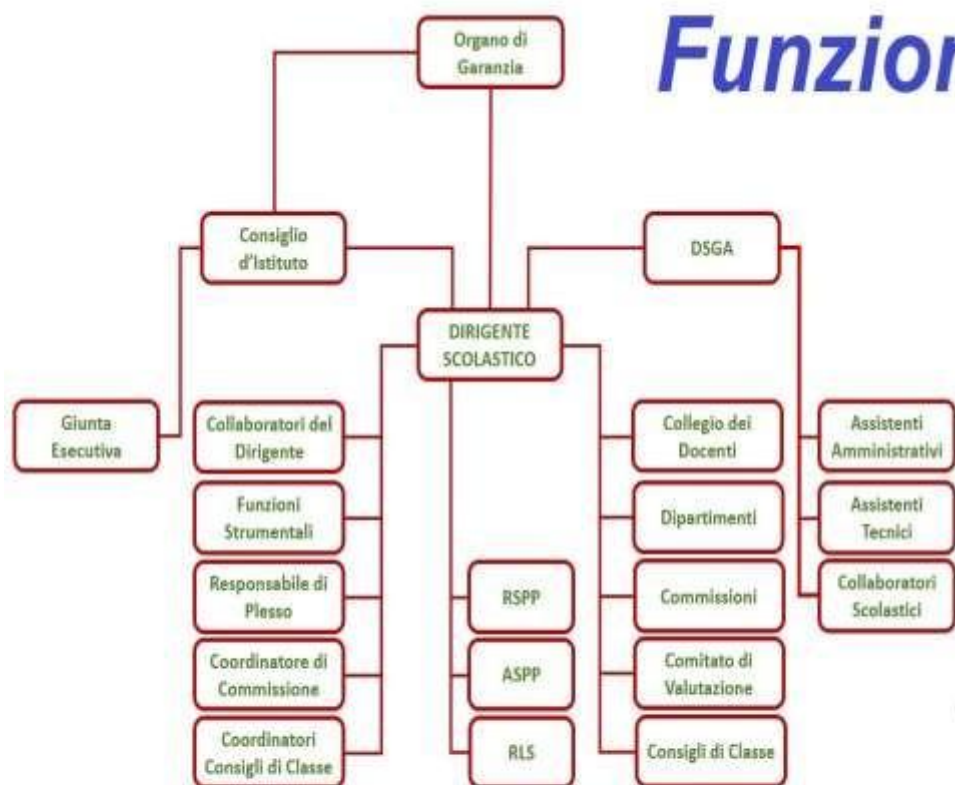 Organo di
Garanzia
Funzion
Consiglio
d'Istituto
DSGA
DIRIGENTE
SCOLASTICO
Giunta
Esecutiva
Collaboratori del
Dirigente
Collegio dei
Docenti
Assistenti
Amministrativi
Funzioni
Strumentali
Dipartimenti
Assistenti
Tecnici
Responsabile di
Plesso
RSPP
Commissioni
Collaboratori
Scolastici
Coordinatore di
Commissione
ASPP
Comitato di
Valutazione
Coordinatori
Consigli di Classe
RLS
Consigli di Classe